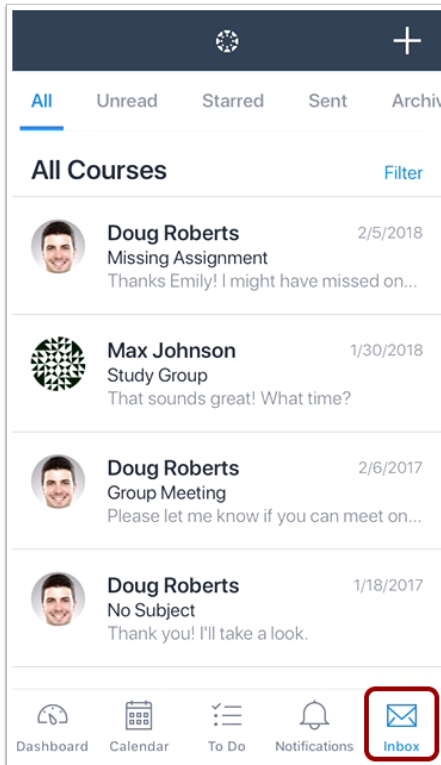 All Unread Starred Sent Archiv
All Courses Filter
Doug Roberts 2/5/2018
Missing Assignment
Thanks Emily! I might have missed on...
Max Johnson 1/30/2018
Study Group
That sounds great! What time?
Doug Roberts 2/6/2017
Group Meeting
Please let me know if you can meet on...
Doug Roberts 1/18/2017
No Subject
Thank you! I'll take a look.
Dashboard Calendar To Do Notifications Inbox